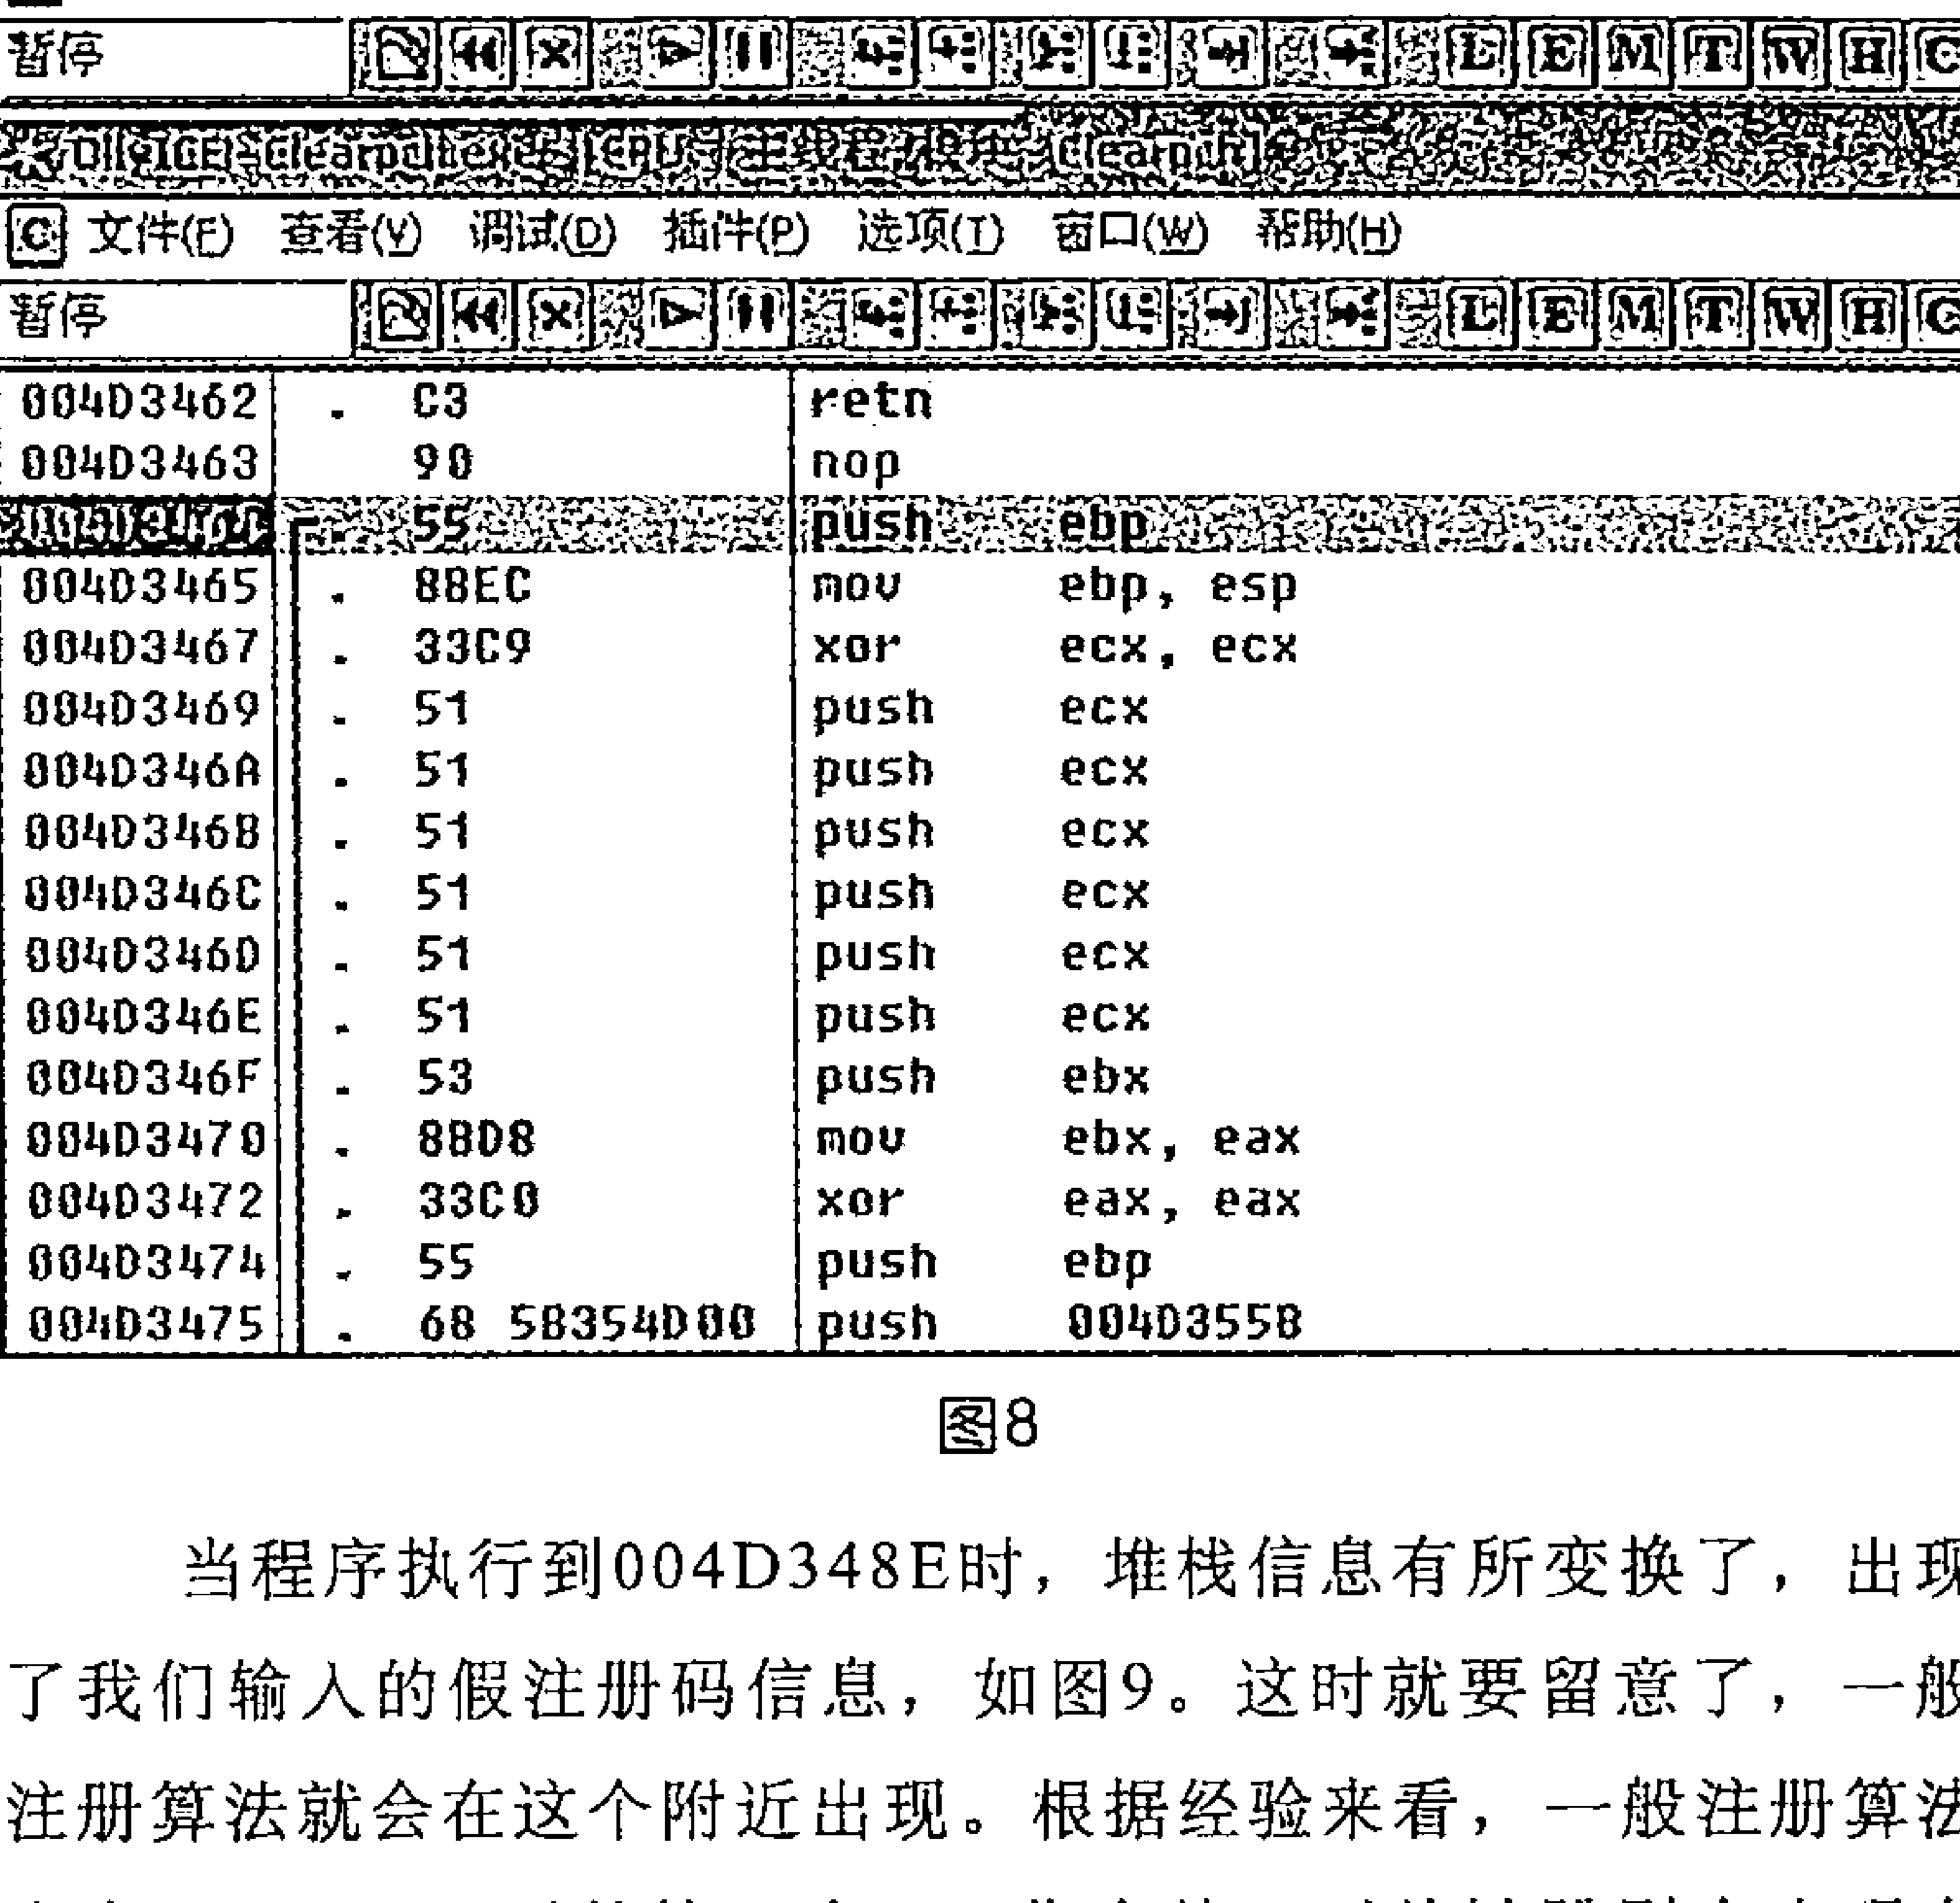 暂停 L E M T W H C
C 文件(F) 查看(V) 调试(D) 插件(P) 选项(T) 窗口(W) 帮助(H)
暂停 L E M T W H C
004D3462 . C3 retn
004D3463 90 nop
. 55 push ebp
004D3465 . 8BEC mov ebp, esp
004D3467 . 33C9 xor ecx, ecx
004D3469 . 51 push ecx
004D346A . 51 push ecx
004D346B . 51 push ecx
004D346C . 51 push ecx
004D346D . 51 push ecx
004D346E . 51 push ecx
004D346F . 53 push ebx
004D3470 . 8BD8 mov ebx, eax
004D3472 . 33C0 xor eax, eax
004D3474 . 55 push ebp
004D3475 . 68 5B354D00 push 004D355B
图8
当程序执行到004D348E时，堆栈信息有所变换了，出现
了我们输入的假注册码信息，如图9。这时就要留意了，一般
注册算法就会在这个附近出现。根据经验来看，一般注册算法